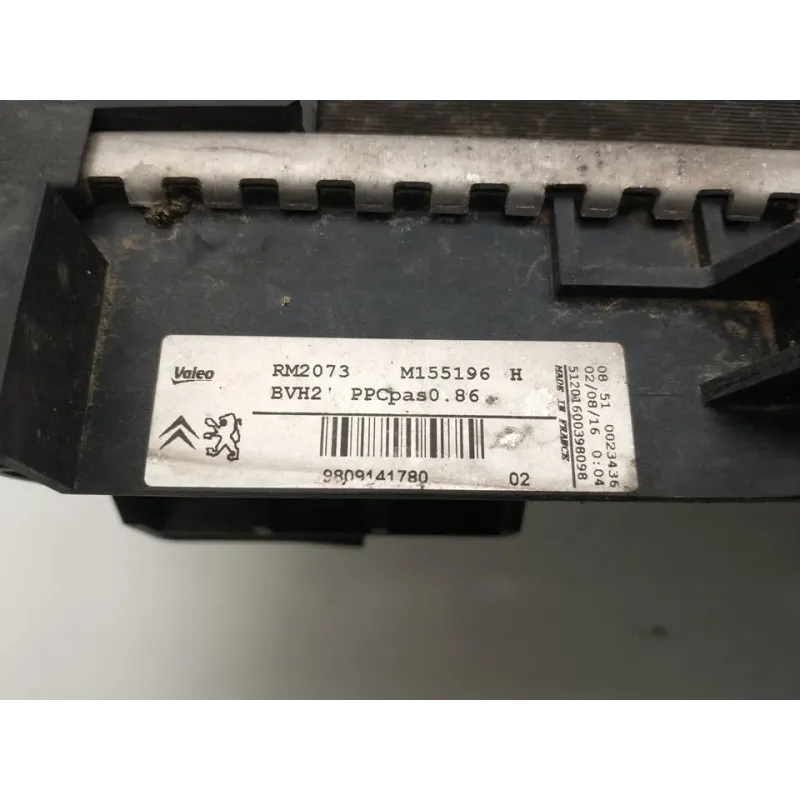 Valeo
RM2073 M155196 H
BVH2' PPCpas0.86
9809141780 02
08 51 0023436
02/08/16 0:04
51201600398098
MADE IN FRANCE